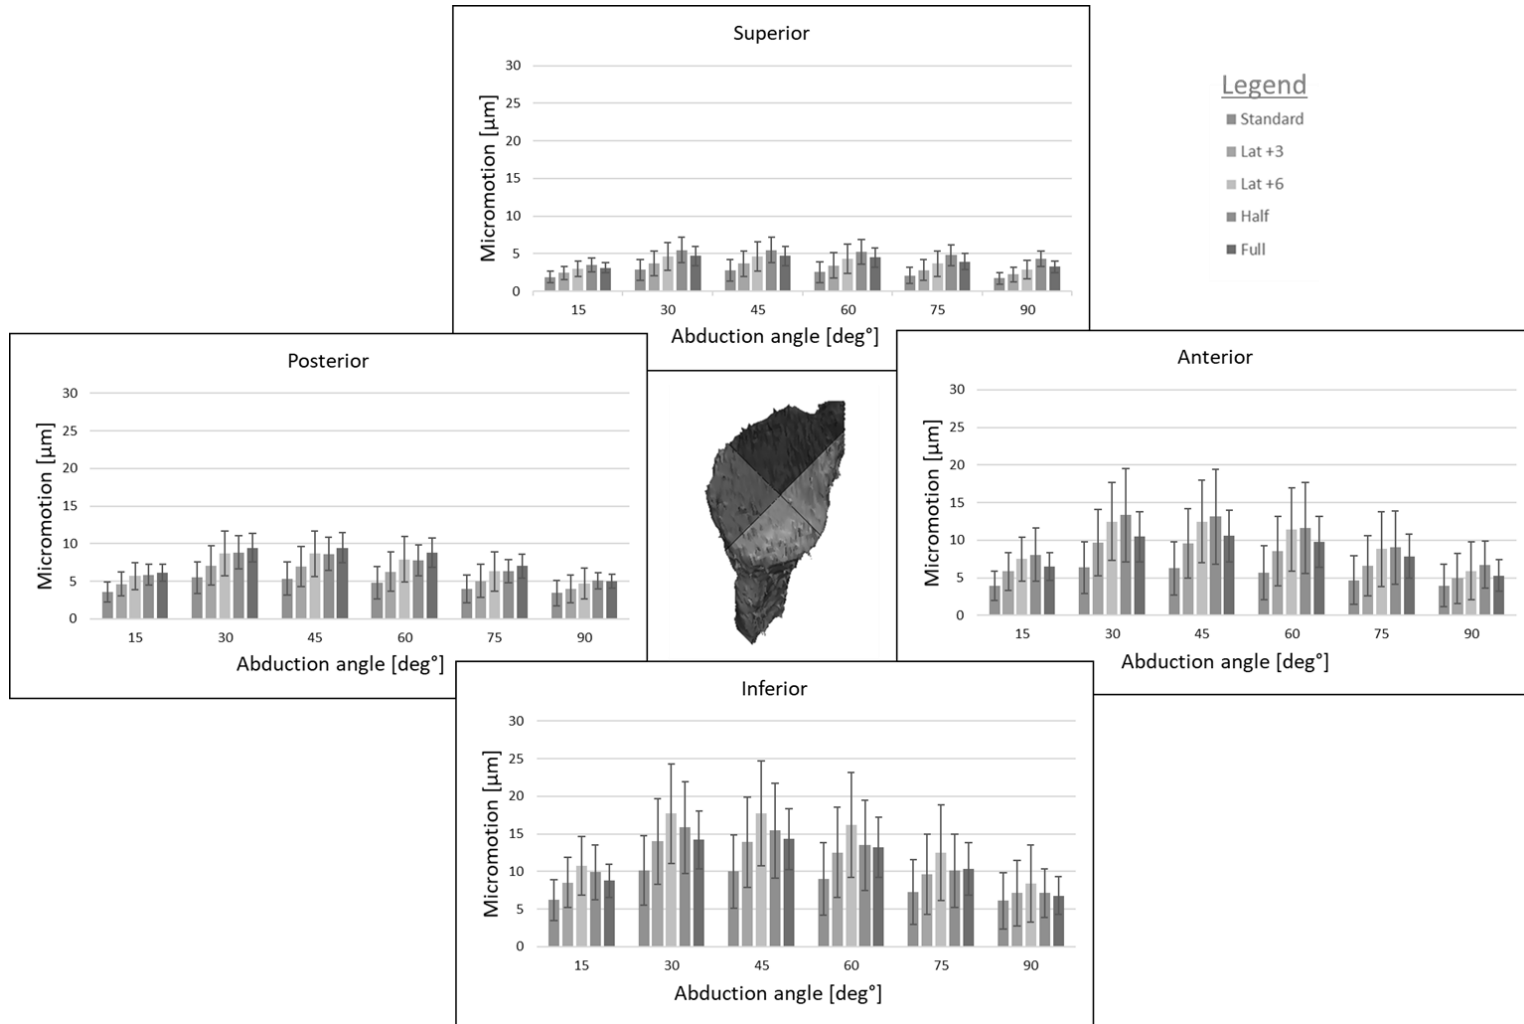 Superior
Micromotion [µm]
30
25
20
15
10
5
0
15 30 45 60 75 90
Abduction angle [deg°]
Legend
Standard
Lat +3
Lat +6
Half
Full
Posterior
Micromotion [µm]
30
25
20
15
10
5
0
15 30 45 60 75 90
Abduction angle [deg°]
Anterior
Micromotion [µm]
30
25
20
15
10
5
0
15 30 45 60 75 90
Abduction angle [deg°]
Inferior
Micromotion [µm]
30
25
20
15
10
5
0
15 30 45 60 75 90
Abduction angle [deg°]